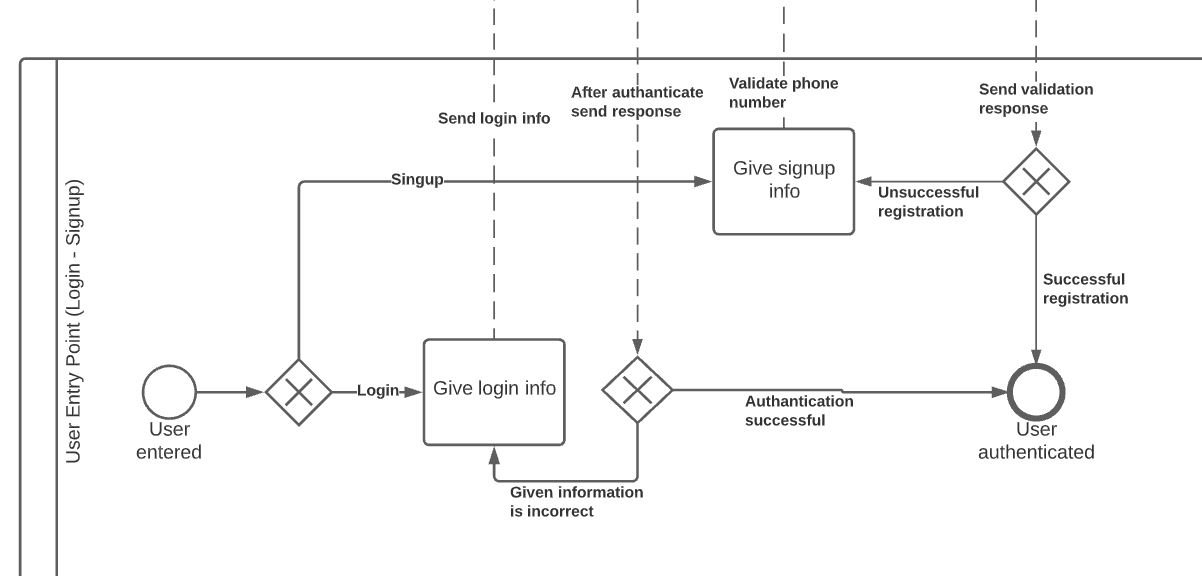 User Entry Point (Login - Signup)
Send login info
After authanticate
send response
Validate phone
number
Send validation
response
Singup
Give signup
info
Unsuccessful
registration
Successful
registration
User
entered
Login
Give login info
Authantication
successful
User
authenticated
Given information
is incorrect